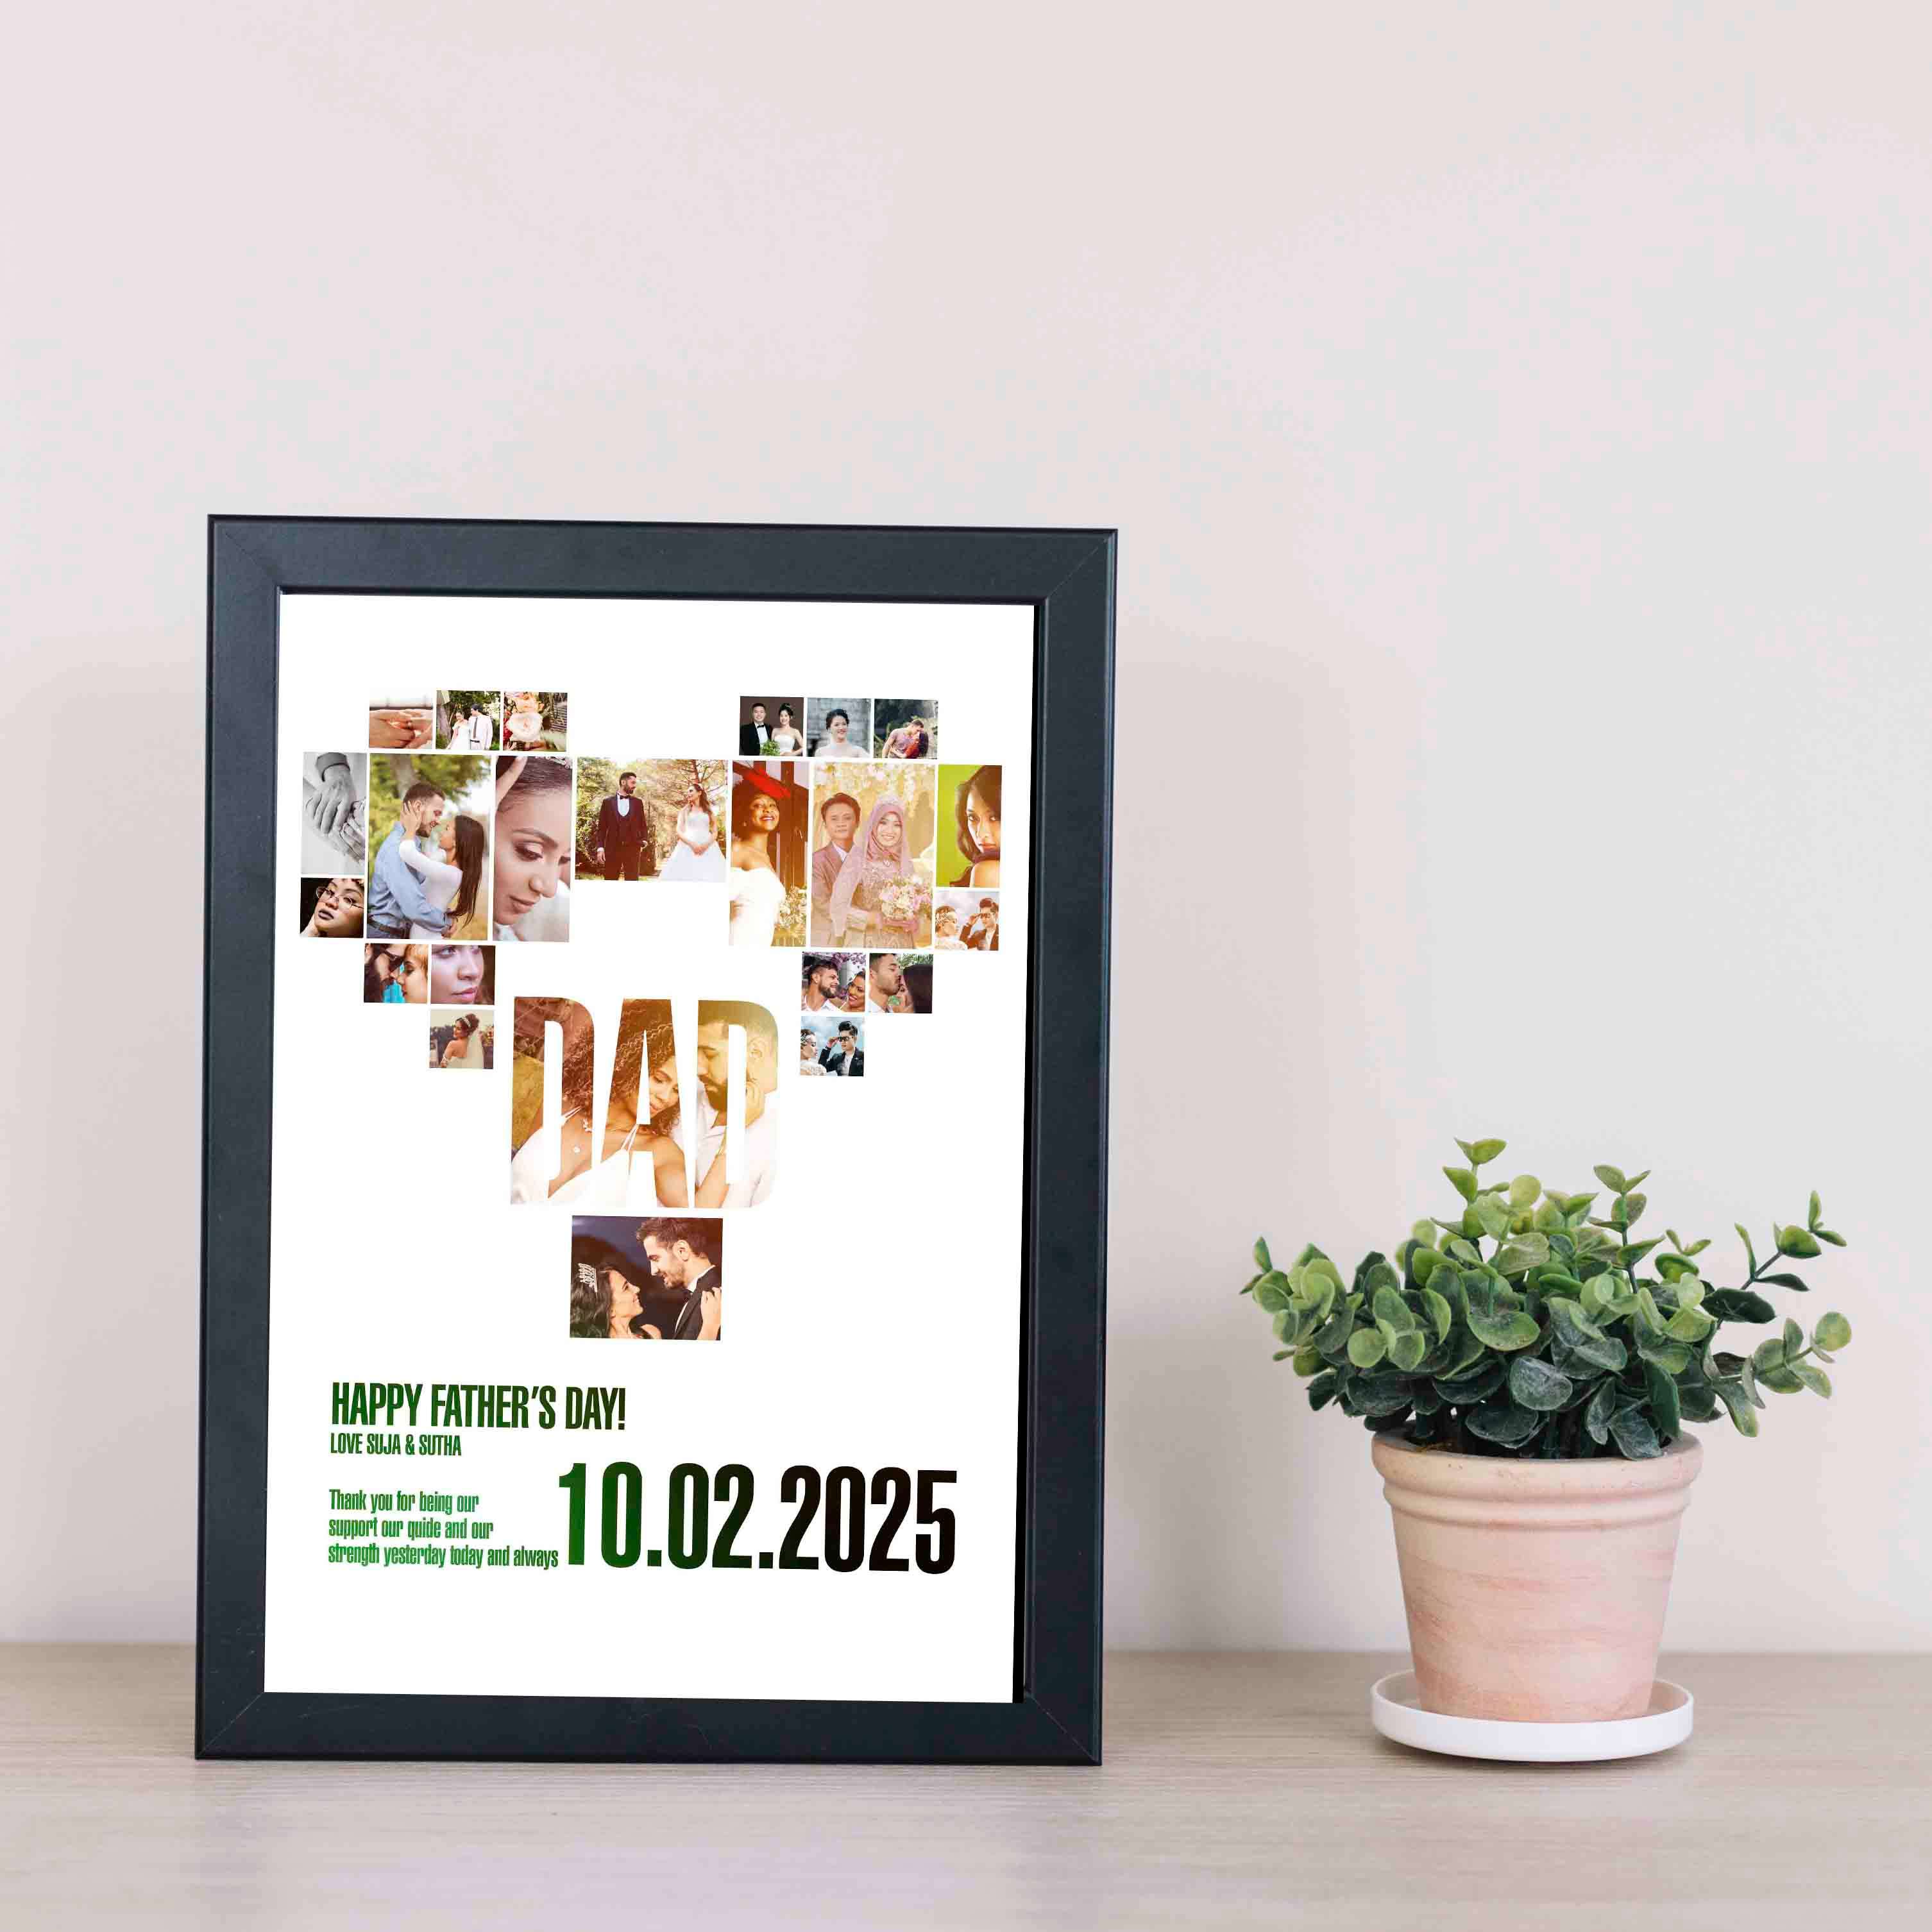 DAD
HAPPY FATHER'S DAY!
LOVE SUJA & SUTHA
Thank you for being our
support our quide and our
strength yesterday today and always
10.02.2025